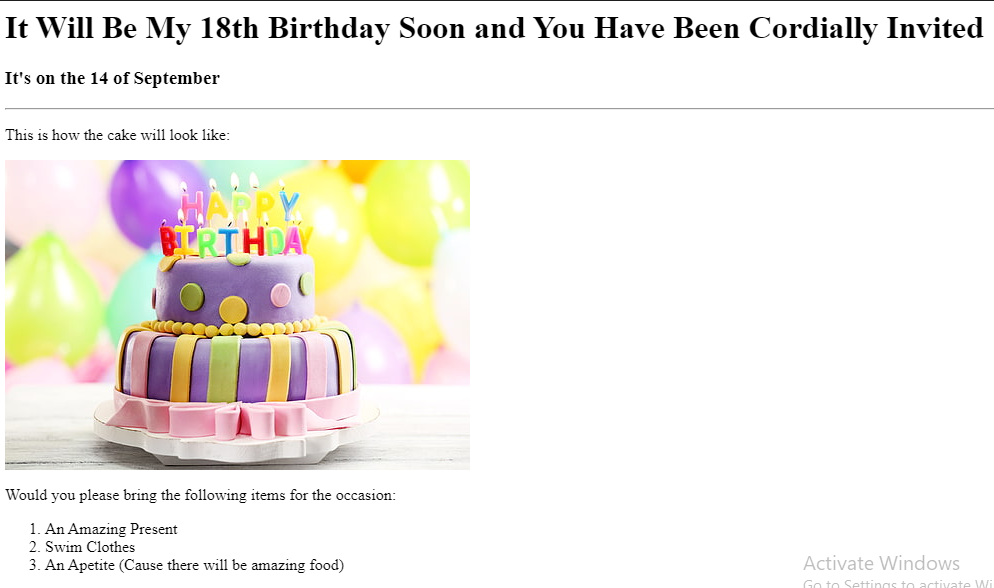 It Will Be My 18th Birthday Soon and You Have Been Cordially Invited
It's on the 14 of September
This is how the cake will look like:
HAPPY
BIRTHDAY
Would you please bring the following items for the occasion:
1. An Amazing Present
2. Swim Clothes
3. An Apetite (Cause there will be amazing food)
Activate Windows
Go to Settings to activate Wi